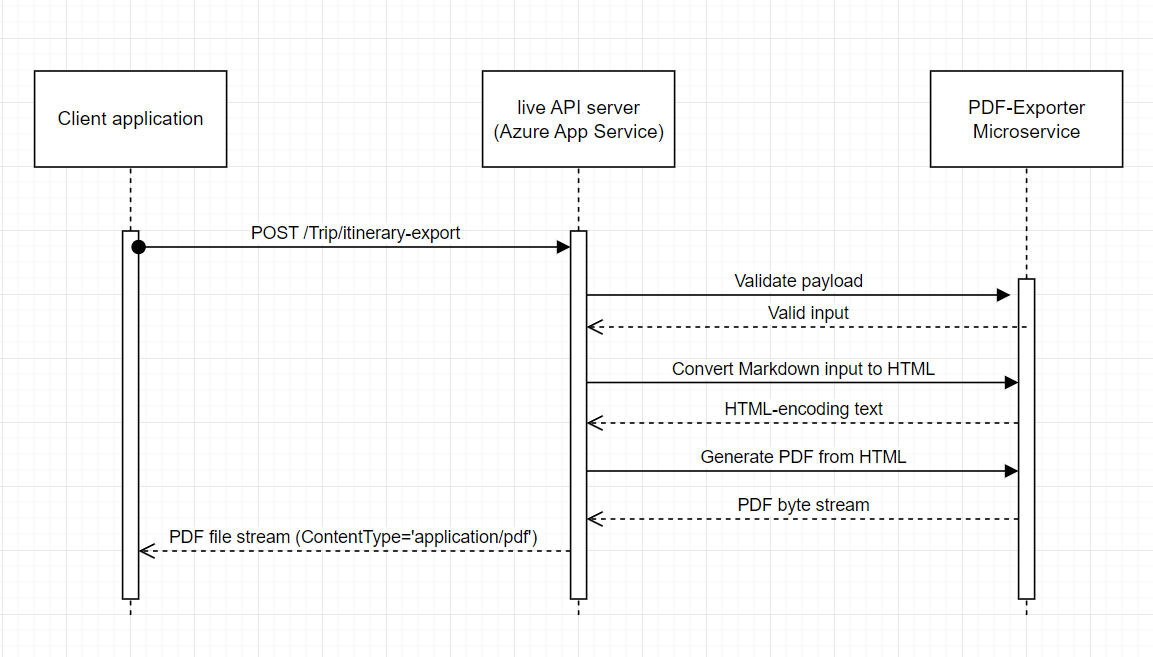 Client application
live API server
(Azure App Service)
PDF-Exporter
Microservice
POST /Trip/itinerary-export
Validate payload
Valid input
Convert Markdown input to HTML
HTML-encoding text
Generate PDF from HTML
PDF byte stream
PDF file stream (ContentType='application/pdf')